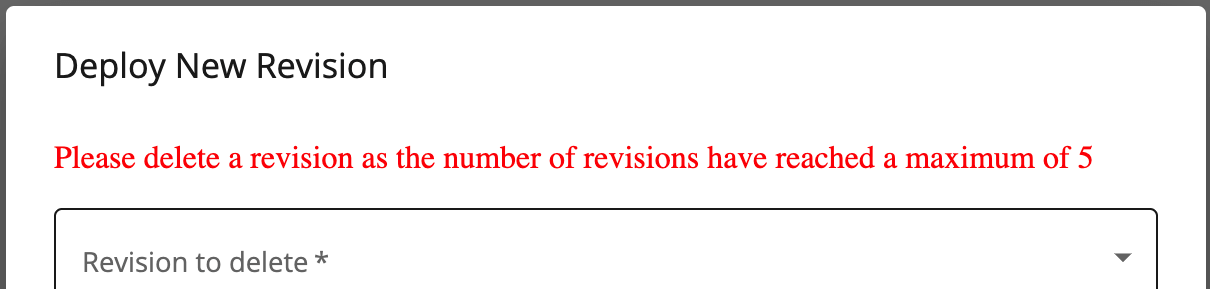 Deploy New Revision
Please delete a revision as the number of revisions have reached a maximum of 5
Revision to delete *